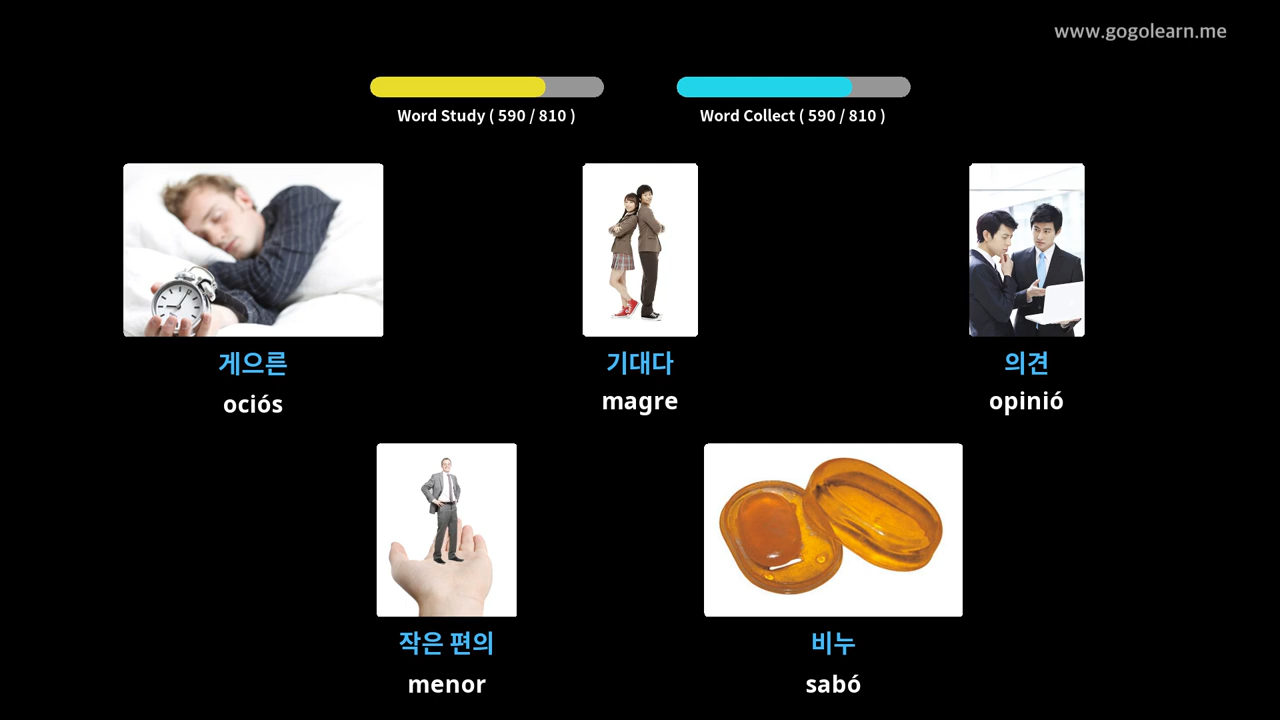 www.gogolearn.me
Word Study ( 590 / 810 )
Word Collect ( 590 / 810 )
게으른
기대다
의견
ociós
magre
opinió
작은 편의
비누
menor
sabó